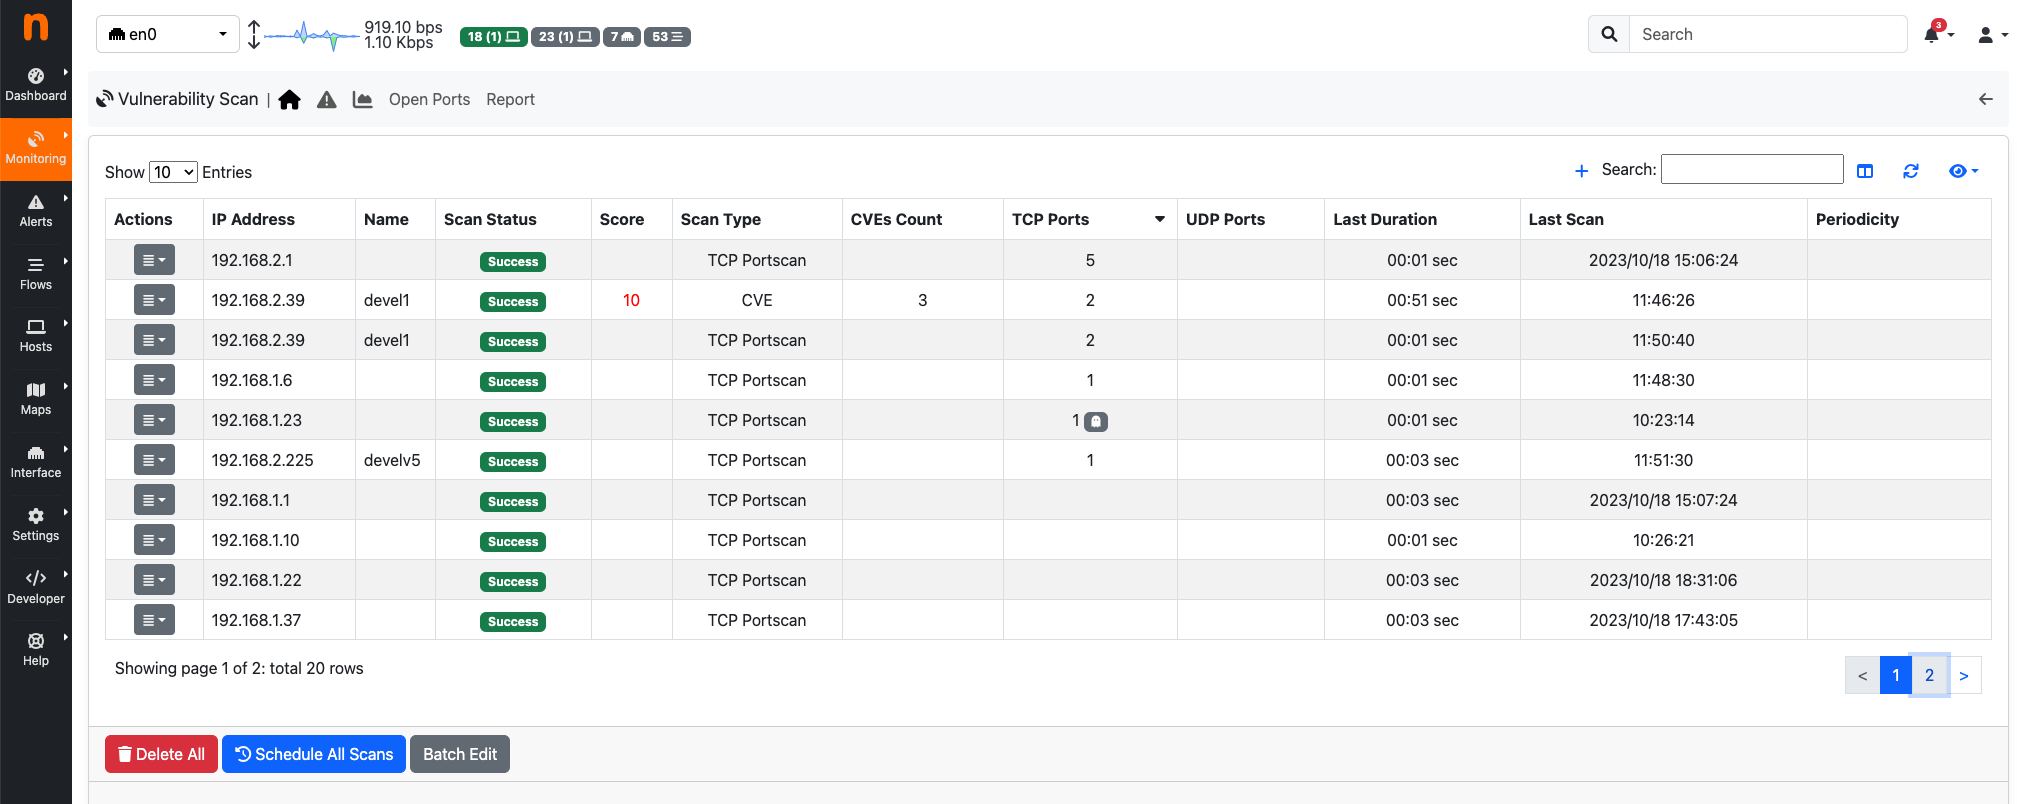 en0 919.10 bps 18 (1) 23 (1) 7 53 Search 3
1.10 Kbps
Dashboard
Monitoring
Alerts
Flows
Hosts
Maps
Interface
Settings
Developer
Help
Vulnerability Scan | Open Ports Report
Show 10 Entries Search:
Actions IP Address Name Scan Status Score Scan Type CVEs Count TCP Ports UDP Ports Last Duration Last Scan Periodicity
192.168.2.1 Success TCP Portscan 5 00:01 sec 2023/10/18 15:06:24
192.168.2.39 devel1 Success 10 CVE 3 2 00:51 sec 11:46:26
192.168.2.39 devel1 Success TCP Portscan 2 00:01 sec 11:50:40
192.168.1.6 Success TCP Portscan 1 00:01 sec 11:48:30
192.168.1.23 Success TCP Portscan 1 00:01 sec 10:23:14
192.168.2.225 develv5 Success TCP Portscan 1 00:03 sec 11:51:30
192.168.1.1 Success TCP Portscan 00:03 sec 2023/10/18 15:07:24
192.168.1.10 Success TCP Portscan 00:01 sec 10:26:21
192.168.1.22 Success TCP Portscan 00:03 sec 2023/10/18 18:31:06
192.168.1.37 Success TCP Portscan 00:03 sec 2023/10/18 17:43:05
Showing page 1 of 2: total 20 rows < 1 2 >
Delete All Schedule All Scans Batch Edit